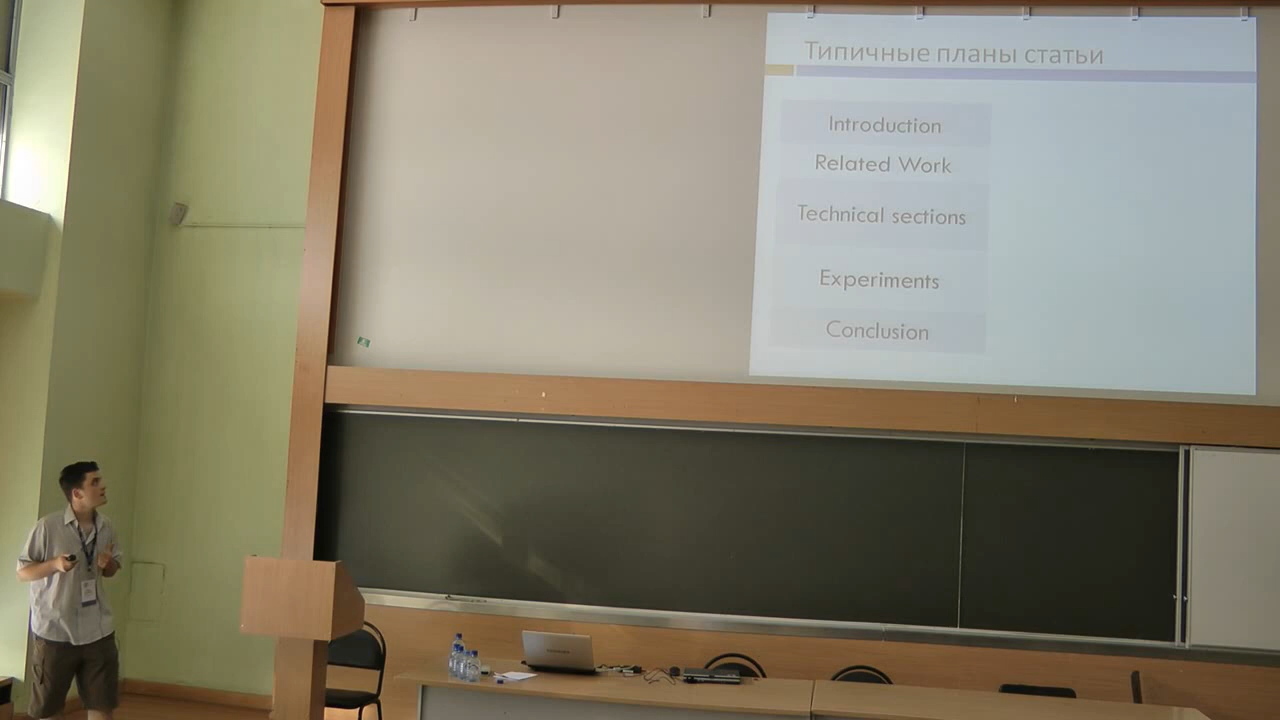 Типичные планы статьи
Introduction
Related Work
Technical sections
Experiments
Conclusion